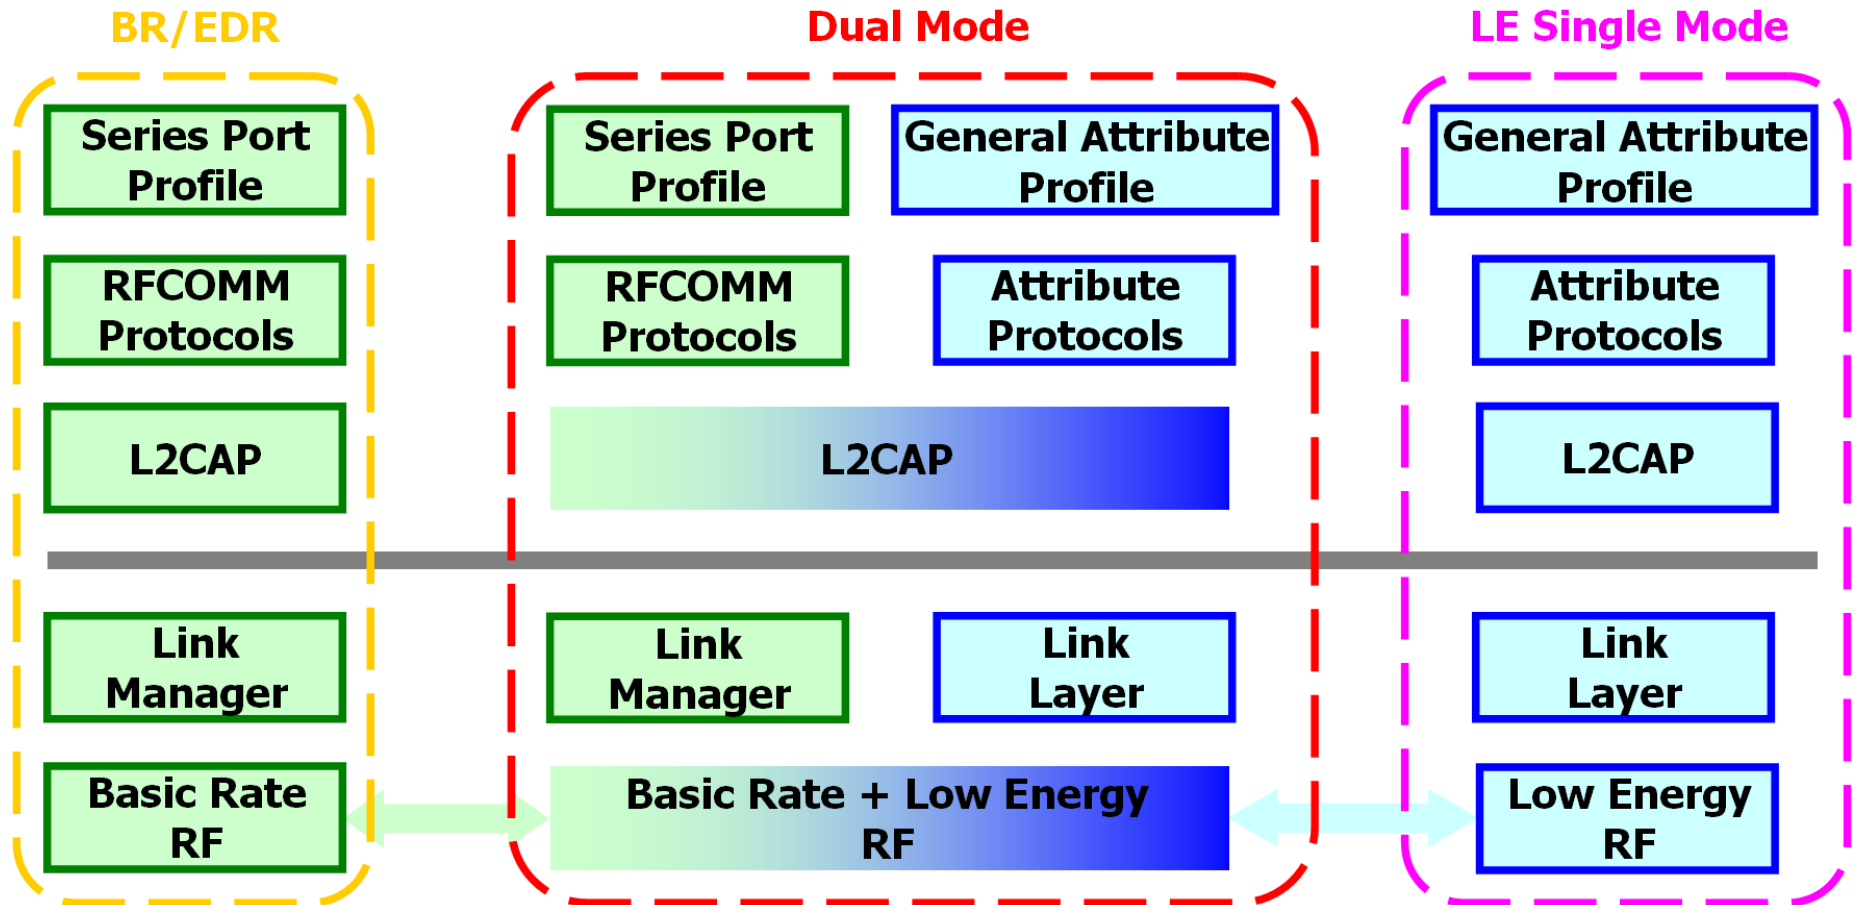 BR/EDR
Dual Mode
LE Single Mode
Series Port
Profile
Series Port
Profile
General Attribute
Profile
General Attribute
Profile
RFCOMM
Protocols
RFCOMM
Protocols
Attribute
Protocols
Attribute
Protocols
L2CAP
L2CAP
L2CAP
Link
Manager
Link
Manager
Link
Layer
Link
Layer
Basic Rate
RF
Basic Rate + Low Energy
RF
Low Energy
RF